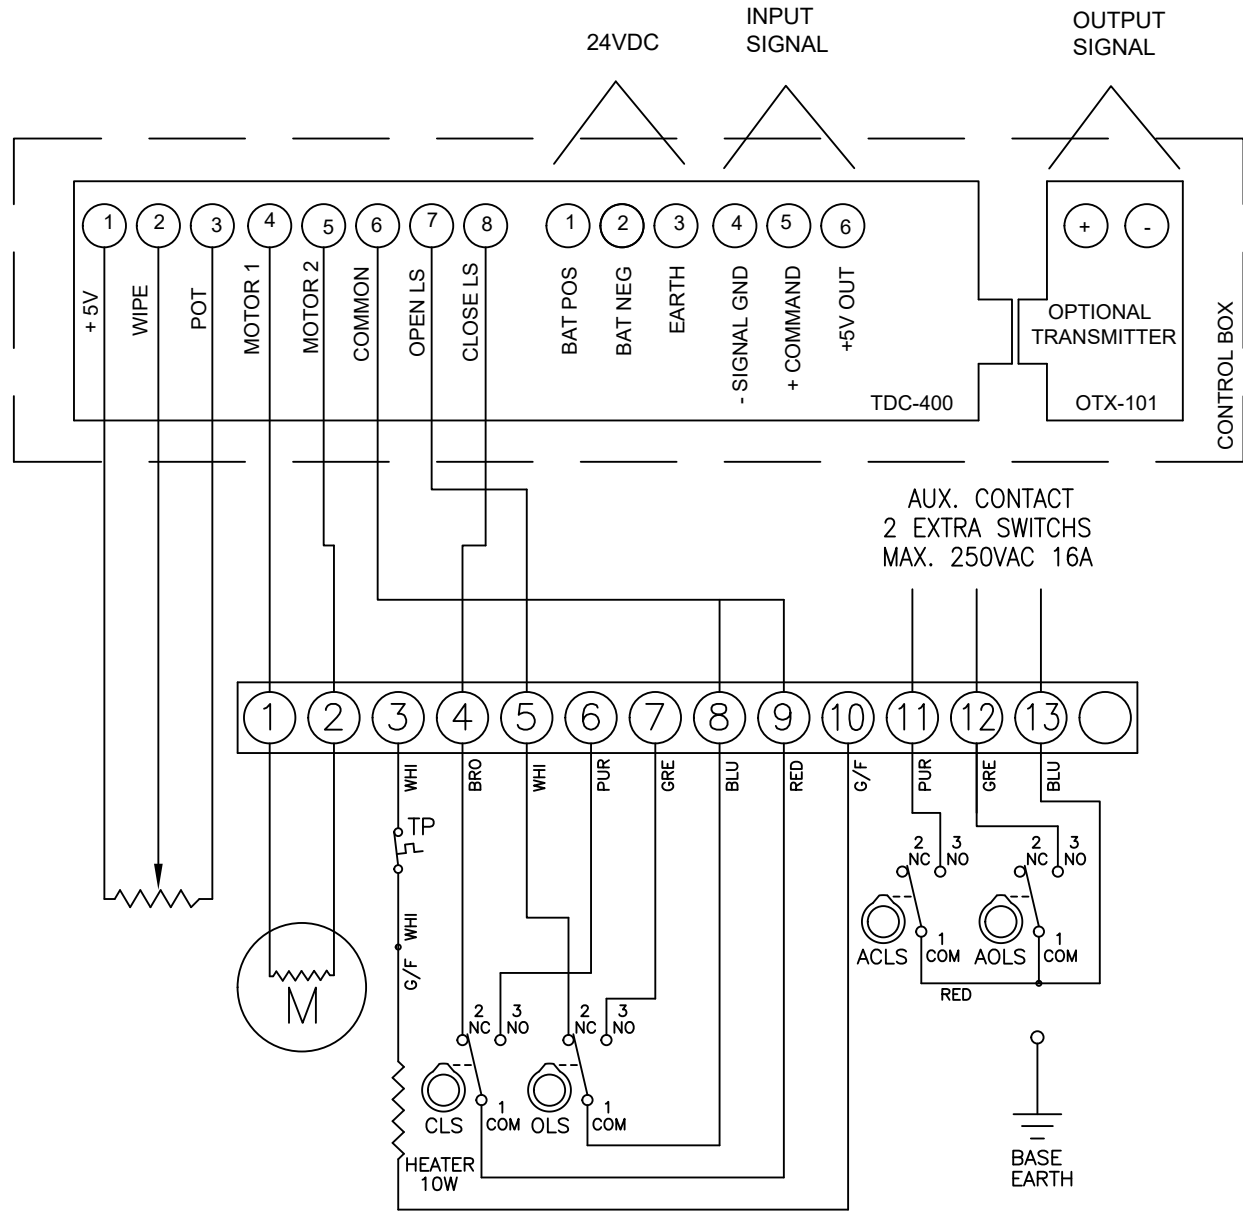 24VDC
INPUT
SIGNAL
OUTPUT
SIGNAL
1 2 3 4 5 6 7 8
1 2 3 4 5 6
+ -
+5V
WIPE
POT
MOTOR 1
MOTOR 2
COMMON
OPEN LS
CLOSE LS
BAT POS
BAT NEG
EARTH
- SIGNAL GND
+ COMMAND
+5V OUT
OPTIONAL
TRANSMITTER
TDC-400
OTX-101
CONTROL BOX
AUX. CONTACT
2 EXTRA SWITCHS
MAX. 250VAC 16A
1 2 3 4 5 6 7 8 9 10 11 12 13
WHI
BRO
WHI
PUR
GRE
BLU
RED
G/F
PUR
GRE
BLU
TP
WHI
G/F
M
2
NC
3
NO
1
COM
ACLS
2
NC
3
NO
1
COM
AOLS
RED
2
NC
3
NO
1
COM
CLS
2
NC
3
NO
1
COM
OLS
HEATER
10W
BASE
EARTH